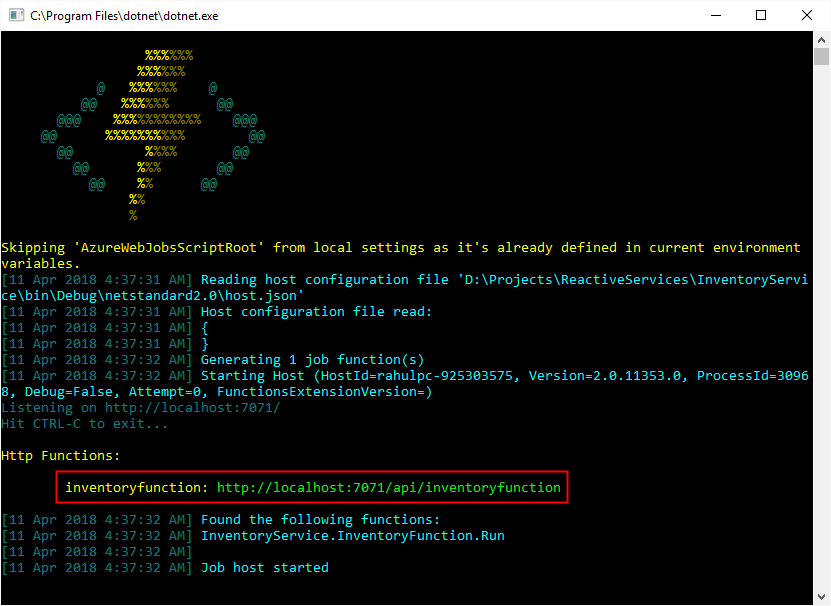 C:\Program Files\dotnet\dotnet.exe
%%%%%%
%%%%%%
@ %%%%%% @
@@ %%%%%% @@
@@@ %%%%%%%%%%% @@@
@@ %%%%%%%%%% @@
@@ %%%% @@
@@ %%% @@
@@ %% @@
%%
%
Skipping 'AzureWebJobsScriptRoot' from local settings as it's already defined in current environment
variables.
[11 Apr 2018 4:37:31 AM] Reading host configuration file 'D:\Projects\ReactiveServices\InventoryServi
ce\bin\Debug\netstandard2.0\host.json'
[11 Apr 2018 4:37:31 AM] Host configuration file read:
[11 Apr 2018 4:37:31 AM] {
[11 Apr 2018 4:37:31 AM] }
[11 Apr 2018 4:37:32 AM] Generating 1 job function(s)
[11 Apr 2018 4:37:32 AM] Starting Host (HostId=rahulpc-925303575, Version=2.0.11353.0, ProcessId=3096
8, Debug=False, Attempt=0, FunctionsExtensionVersion=)
Listening on http://localhost:7071/
Hit CTRL-C to exit...
Http Functions:
inventoryfunction: http://localhost:7071/api/inventoryfunction
[11 Apr 2018 4:37:32 AM] Found the following functions:
[11 Apr 2018 4:37:32 AM] InventoryService.InventoryFunction.Run
[11 Apr 2018 4:37:32 AM]
[11 Apr 2018 4:37:32 AM] Job host started